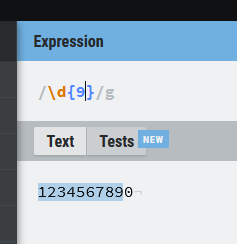 Expression
/\d{9}/g
Text Tests NEW
1234567890¬